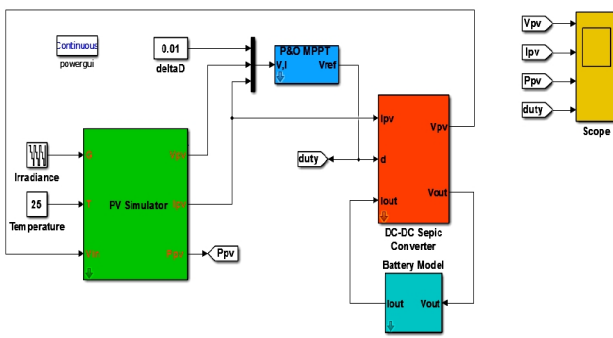 Continuous
powergui
0.01
deltaD
P&O MPPT
V,I
Vref
Vpv
Ipv
Ppv
duty
Scope
Irradiance
25
Temperature
PV Simulator
G
T
Vpv
Ipv
Ppv
Ppv
duty
Ipv
d
Iout
Vpv
Vout
DC-DC Sepic
Converter
Battery Model
Iout
Vout